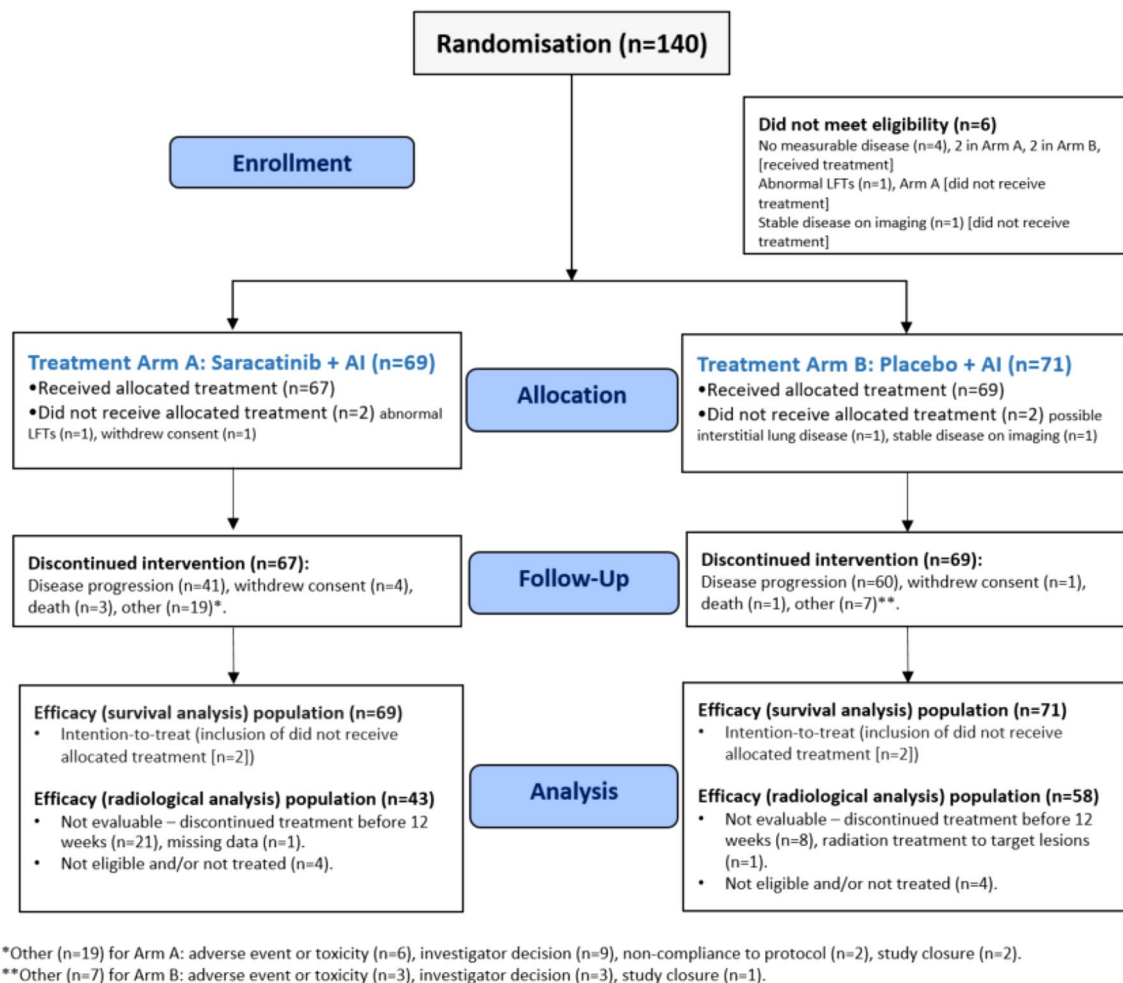 Randomisation (n=140)
Did not meet eligibility (n=6)
No measurable disease (n=4), 2 in Arm A, 2 in Arm B,
[received treatment]
Abnormal LFTs (n=1), Arm A [did not receive
treatment]
Stable disease on imaging (n=1) [did not receive
treatment]
Enrollment
Treatment Arm A: Saracatinib + AI (n=69)
•Received allocated treatment (n=67)
•Did not receive allocated treatment (n=2) abnormal
LFTs (n=1), withdrew consent (n=1)
Allocation
Treatment Arm B: Placebo + AI (n=71)
•Received allocated treatment (n=69)
•Did not receive allocated treatment (n=2) possible
interstitial lung disease (n=1), stable disease on imaging (n=1)
Discontinued intervention (n=67):
Disease progression (n=41), withdrew consent (n=4),
death (n=3), other (n=19)*.
Follow-Up
Discontinued intervention (n=69):
Disease progression (n=60), withdrew consent (n=1),
death (n=1), other (n=7)**.
Efficacy (survival analysis) population (n=69)
• Intention-to-treat (inclusion of did not receive
allocated treatment [n=2])
Efficacy (radiological analysis) population (n=43)
• Not evaluable – discontinued treatment before 12
weeks (n=21), missing data (n=1).
• Not eligible and/or not treated (n=4).
Analysis
Efficacy (survival analysis) population (n=71)
• Intention-to-treat (inclusion of did not receive
allocated treatment [n=2])
Efficacy (radiological analysis) population (n=58)
• Not evaluable – discontinued treatment before 12
weeks (n=8), radiation treatment to target lesions
(n=1).
• Not eligible and/or not treated (n=4).
*Other (n=19) for Arm A: adverse event or toxicity (n=6), investigator decision (n=9), non-compliance to protocol (n=2), study closure (n=2).
**Other (n=7) for Arm B: adverse event or toxicity (n=3), investigator decision (n=3), study closure (n=1).